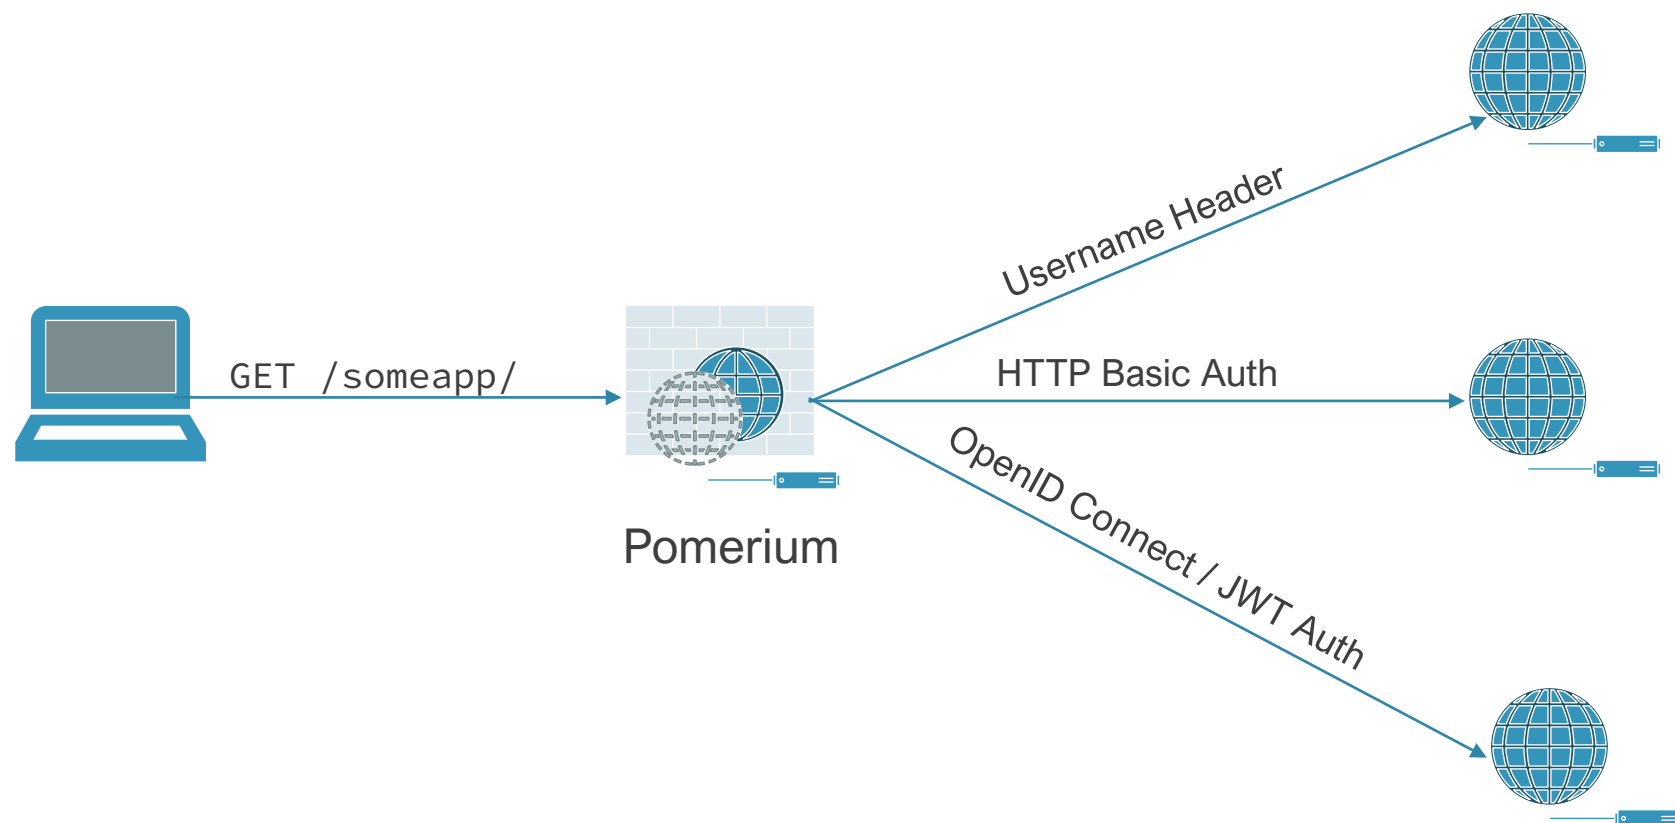 Username Header
GET /someapp/
HTTP Basic Auth
OpenID Connect / JWT Auth
Pomerium